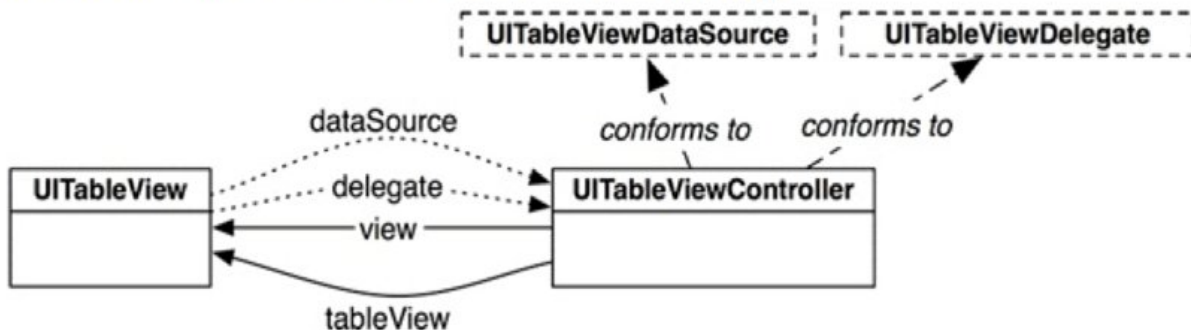 UITableViewDataSource
UITableViewDelegate
conforms to
conforms to
dataSource
UITableView
delegate
UITableViewController
view
tableView